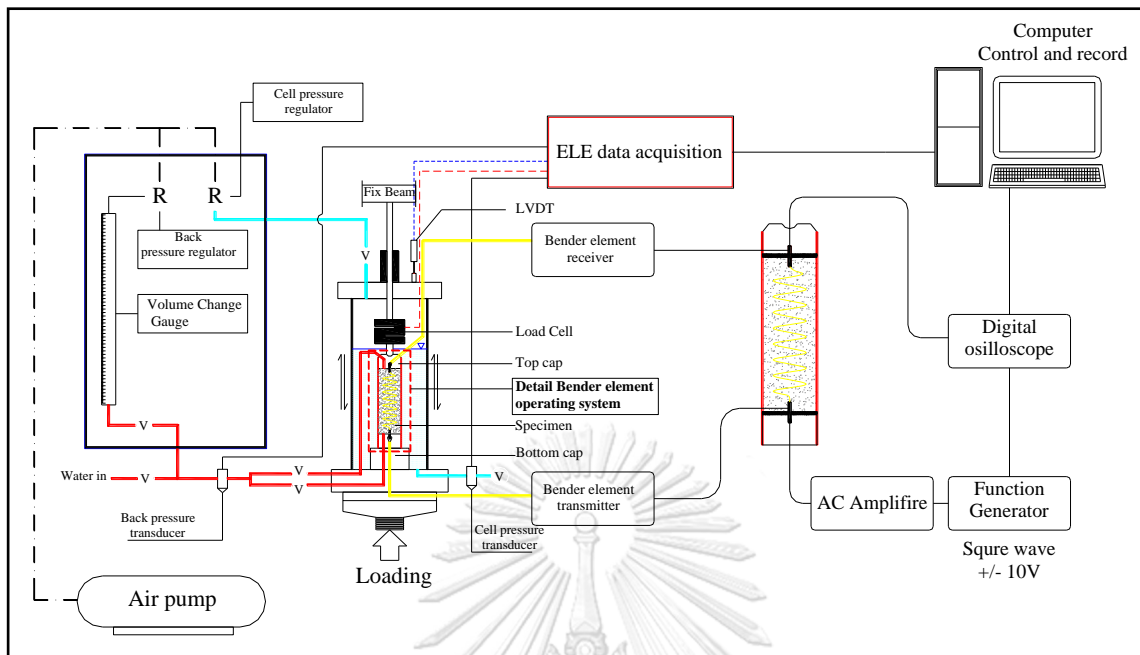 Computer
Control and record
Cell pressure
regulator
ELE data acquisition
R
R
Fix Beam
LVDT
Back
pressure regulator
V
Bender element
receiver
Volume Change
Gauge
Load Cell
Digital
osilloscope
Top cap
Detail Bender element
operating system
Specimen
V
Bottom cap
Water in
V
V
V
V
Bender element
transmitter
AC Amplifire
Function
Generator
Back pressure
transducer
Cell pressure
transducer
Squre wave
+/- 10V
Loading
Air pump